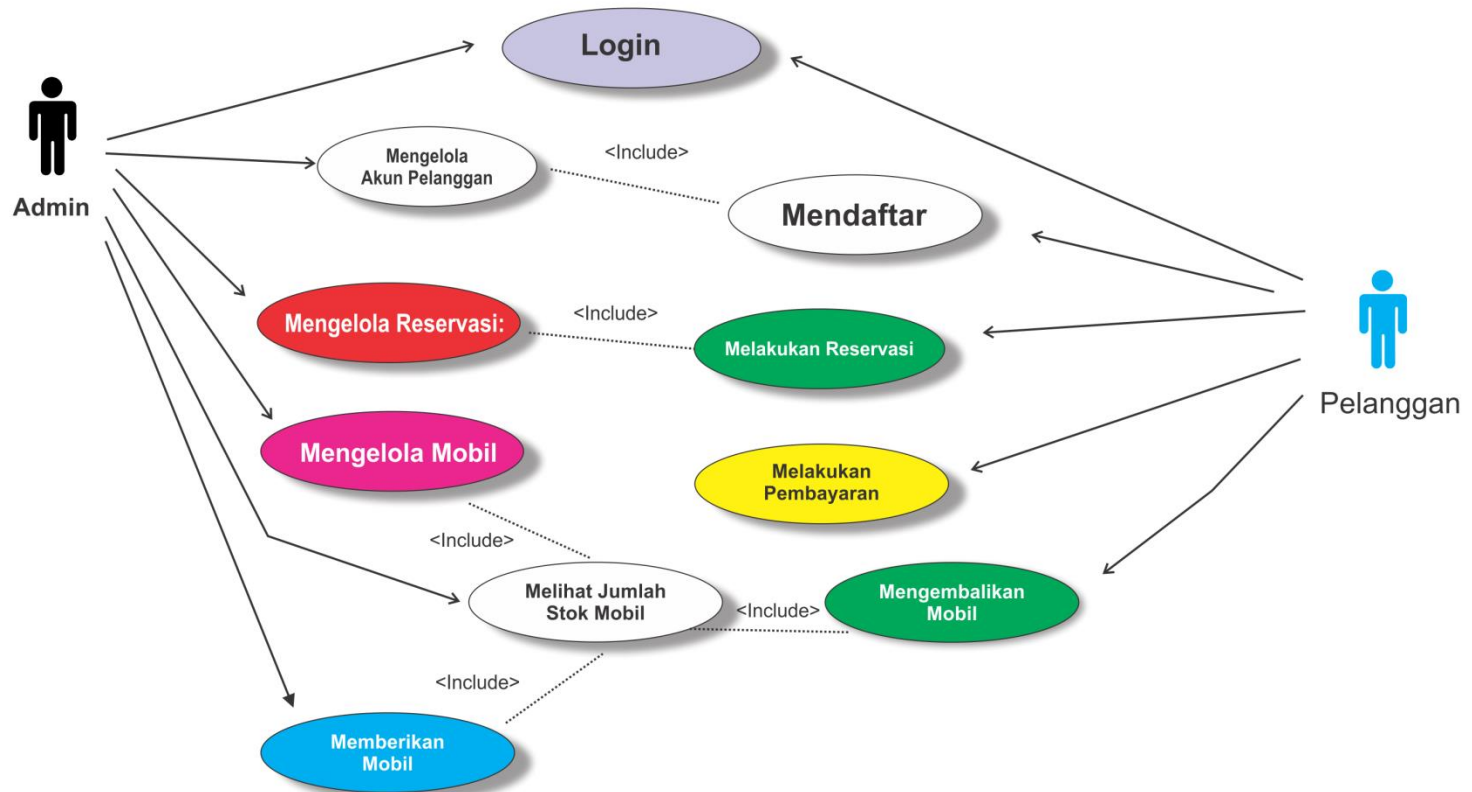 Login
Mengelola
Akun Pelanggan
<Include>
Admin
Mendaftar
Mengelola Reservasi:
<Include>
Melakukan Reservasi
Pelanggan
Mengelola Mobil
Melakukan
Pembayaran
<Include>
Melihat Jumlah
Stok Mobil
<Include>
Mengembalikan
Mobil
<Include>
Memberikan
Mobil